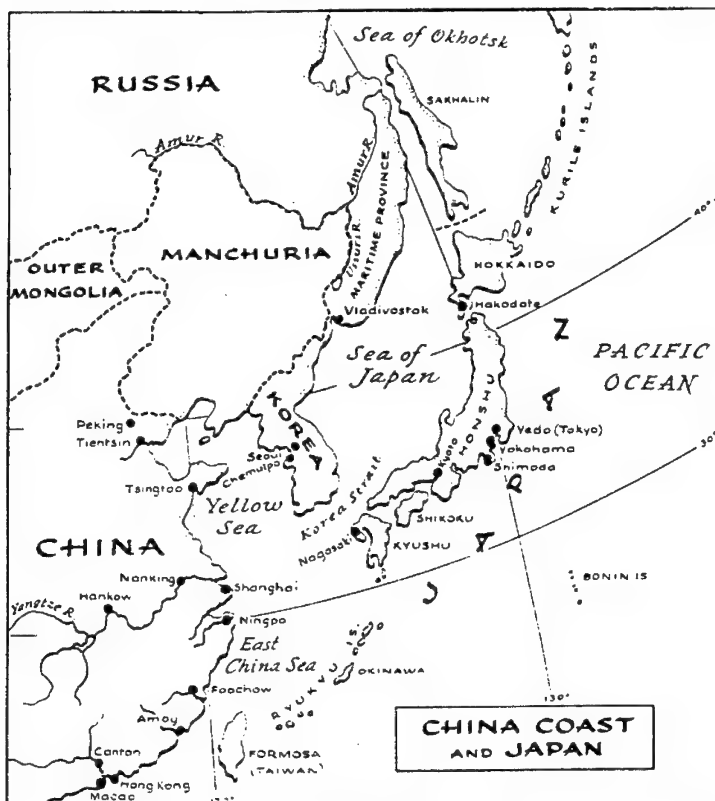 Sea of Okhotsk
RUSSIA
SAKHALIN
KURILE ISLANDS
Amur R.
Amur R.
Ussuri R.
MARITIME PROVINCE
MANCHURIA
OUTER
MONGOLIA
HOKKAIDO
40°
Hakodate
Vladivostok
Sea of
Japan
JAPAN
PACIFIC
OCEAN
KOREA
HONSHU
Peking
Tientsin
Yedo (Tokyo)
Yokohama
Shimoda
Kyoto
30°
Seoul
Chemulpo
Tsingtao
Yellow
Sea
Korea Strait
SHIKOKU
Nagasaki
KYUSHU
CHINA
Nanking
Shanghai
Hankow
Yangtze R.
Ningpo
BONIN IS
East
China Sea
RYUKYU IS.
OKINAWA
Foochow
Amoy
130°
FORMOSA
(TAIWAN)
Canton
Hong Kong
Macao
CHINA COAST
AND JAPAN